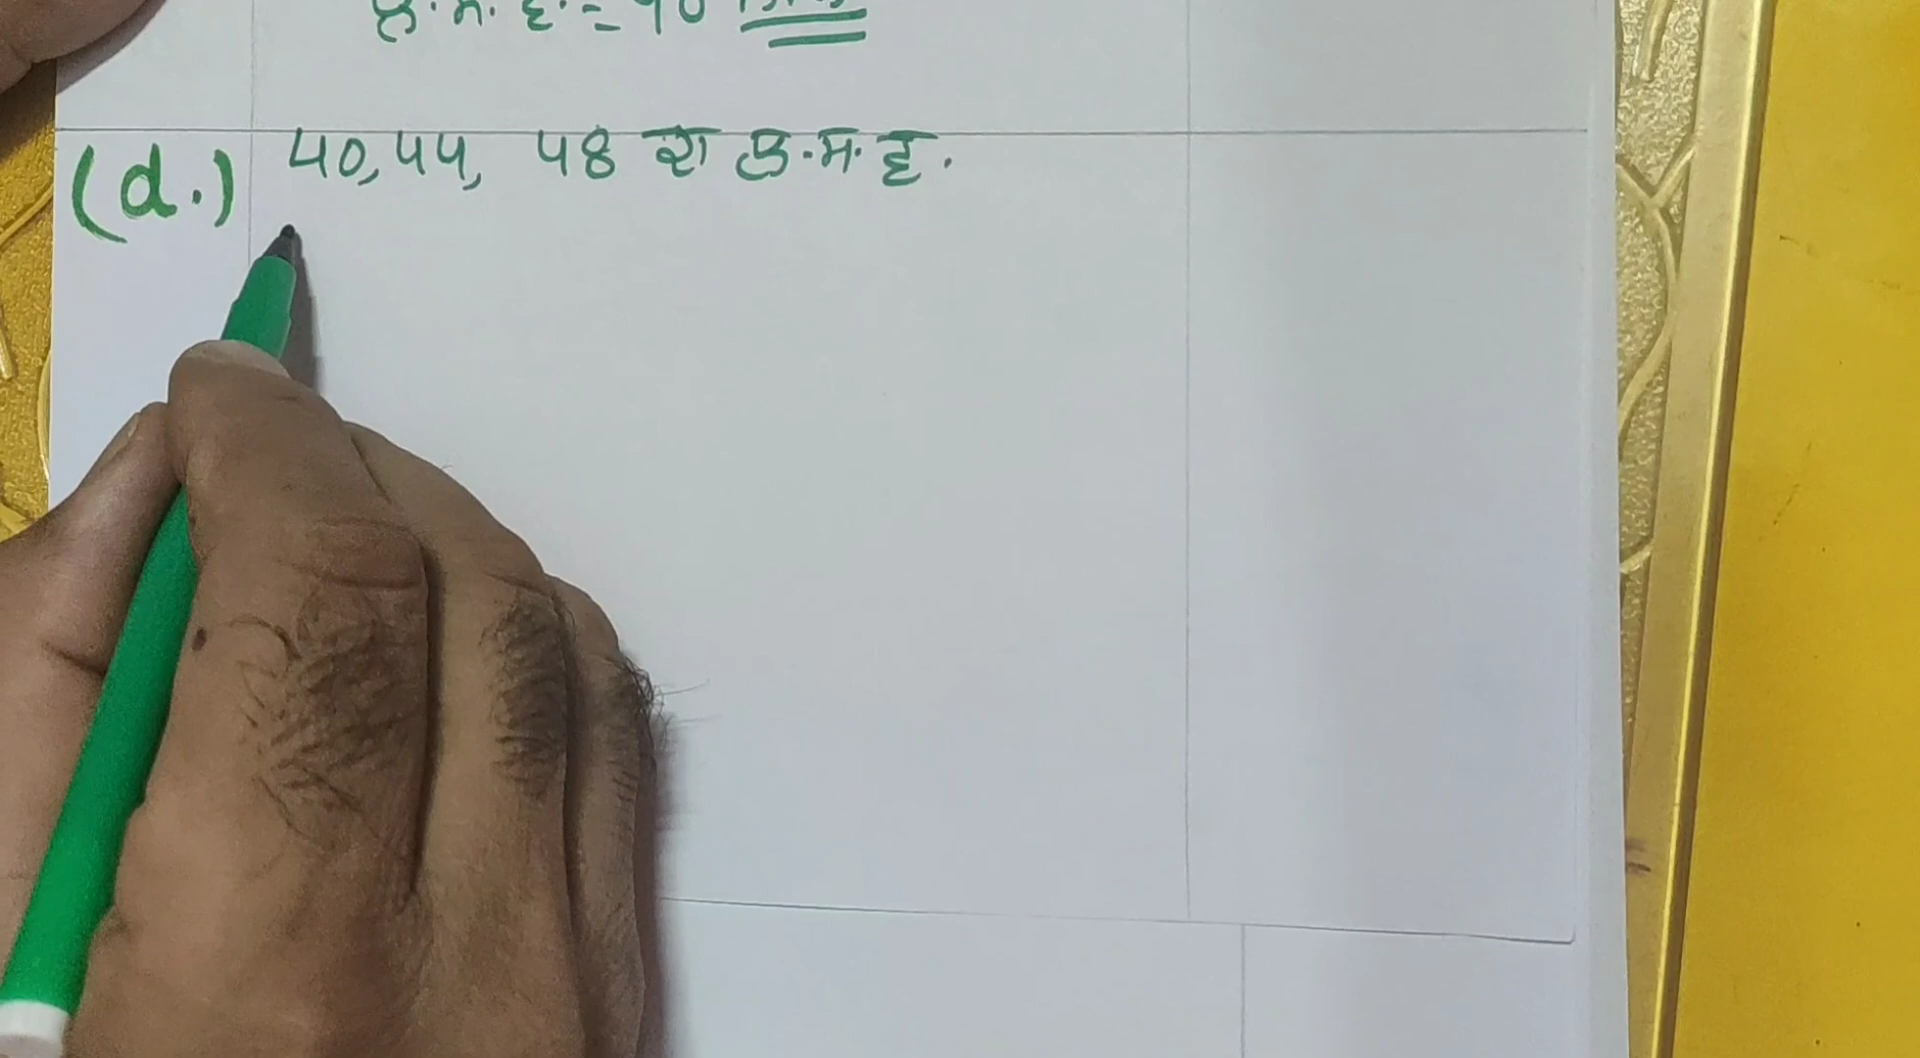 ਲ.ਸ.ਵ. =
(d.) 40, 44, 48 ਦਾ ਲ.ਸ.ਵ.